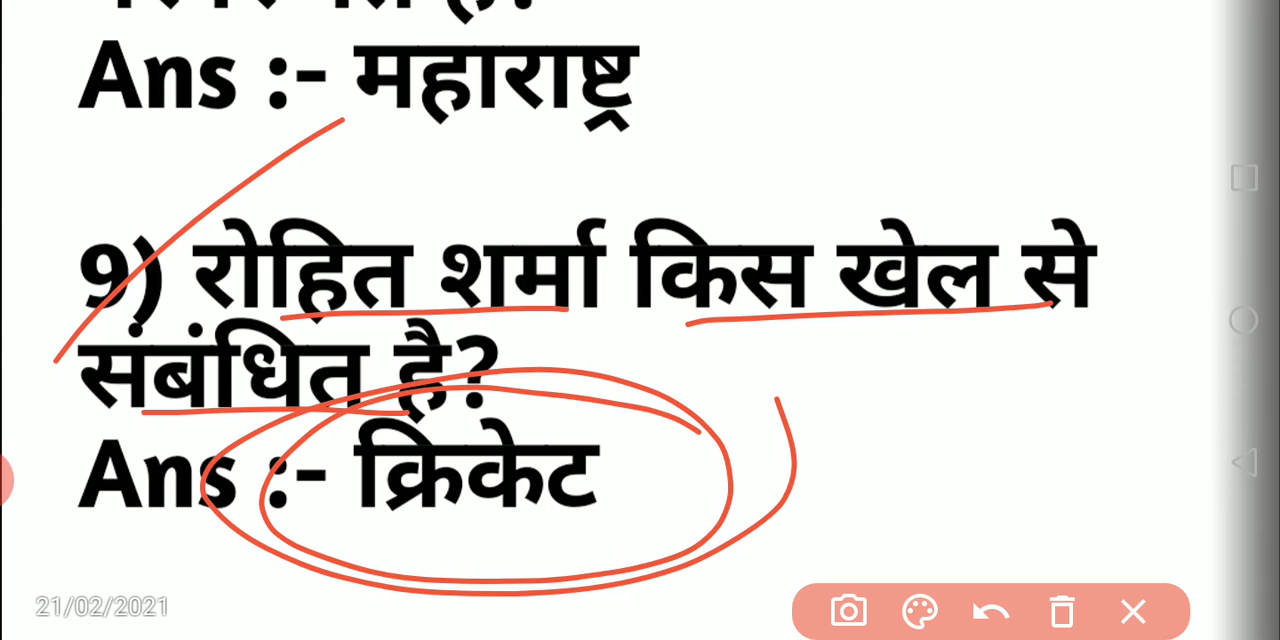 Ans :- महाराष्ट्र
9) रोहित शर्मा किस खेल से
संबंधित है?
Ans :- क्रिकेट
21/02/2021